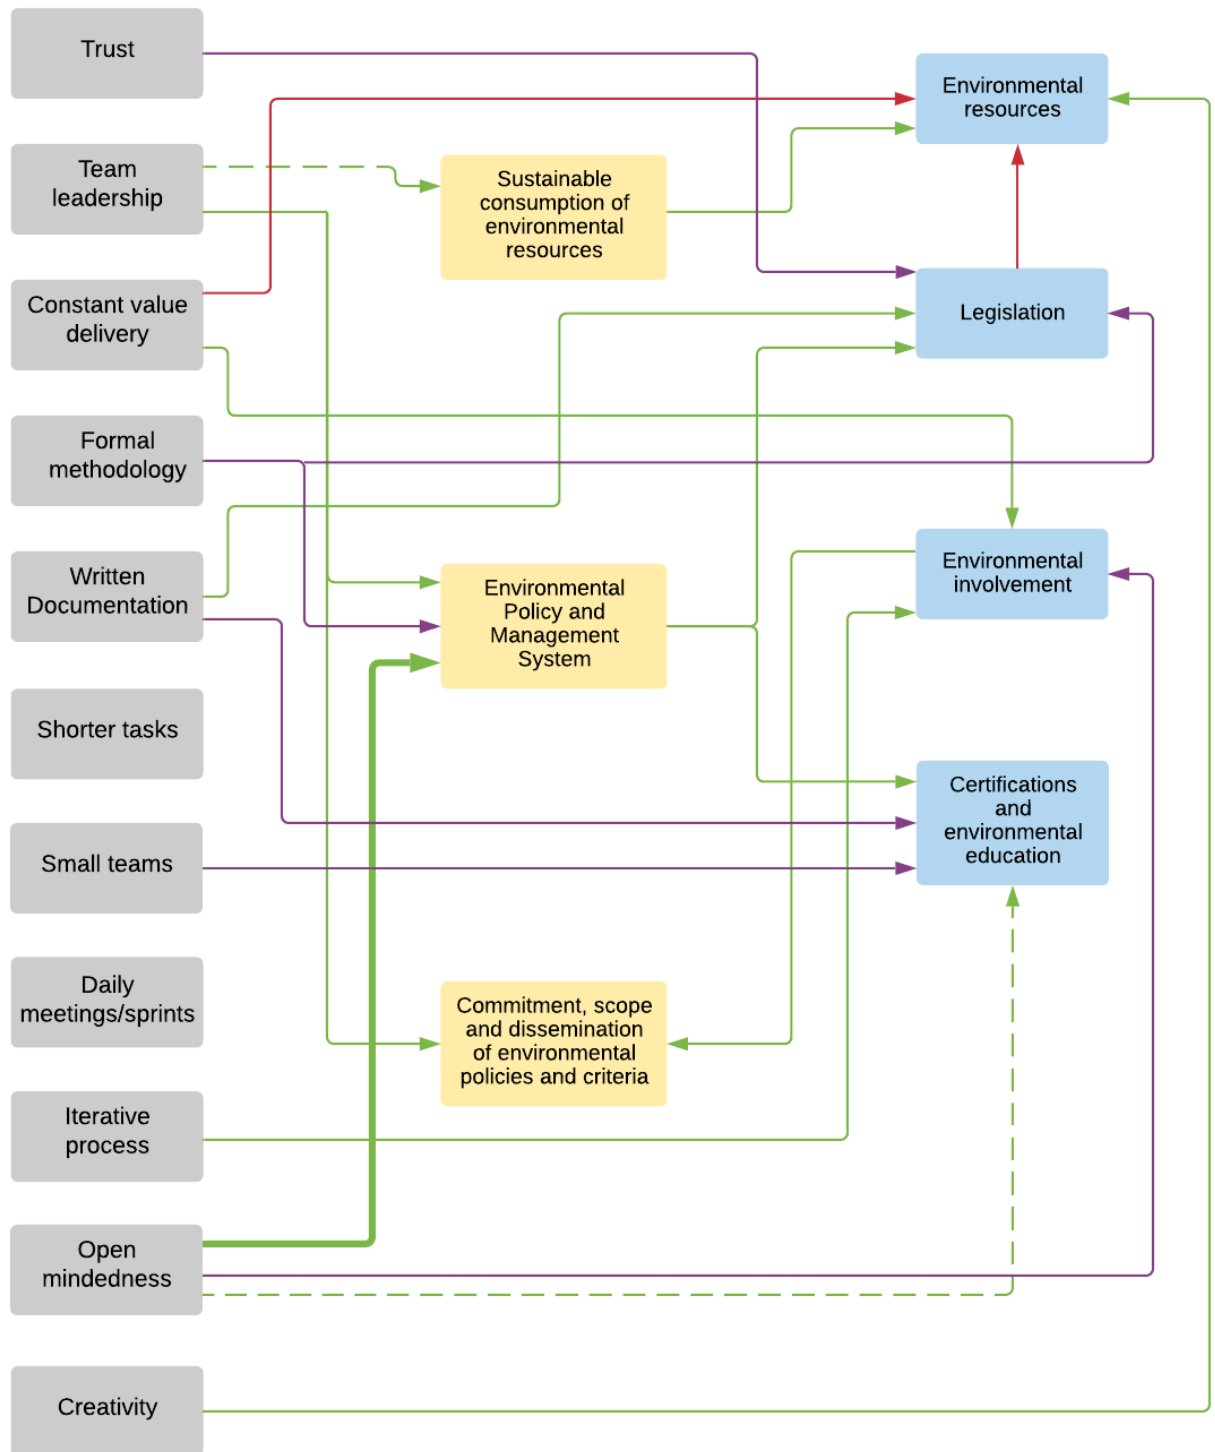 Trust
Team
leadership
Constant value
delivery
Formal
methodology
Written
Documentation
Shorter tasks
Small teams
Daily
meetings/sprints
Iterative
process
Open
mindedness
Creativity
Sustainable
consumption of
environmental
resources
Environmental
Policy and
Management
System
Commitment, scope
and dissemination
of environmental
policies and criteria
Environmental
resources
Legislation
Environmental
involvement
Certifications
and
environmental
education